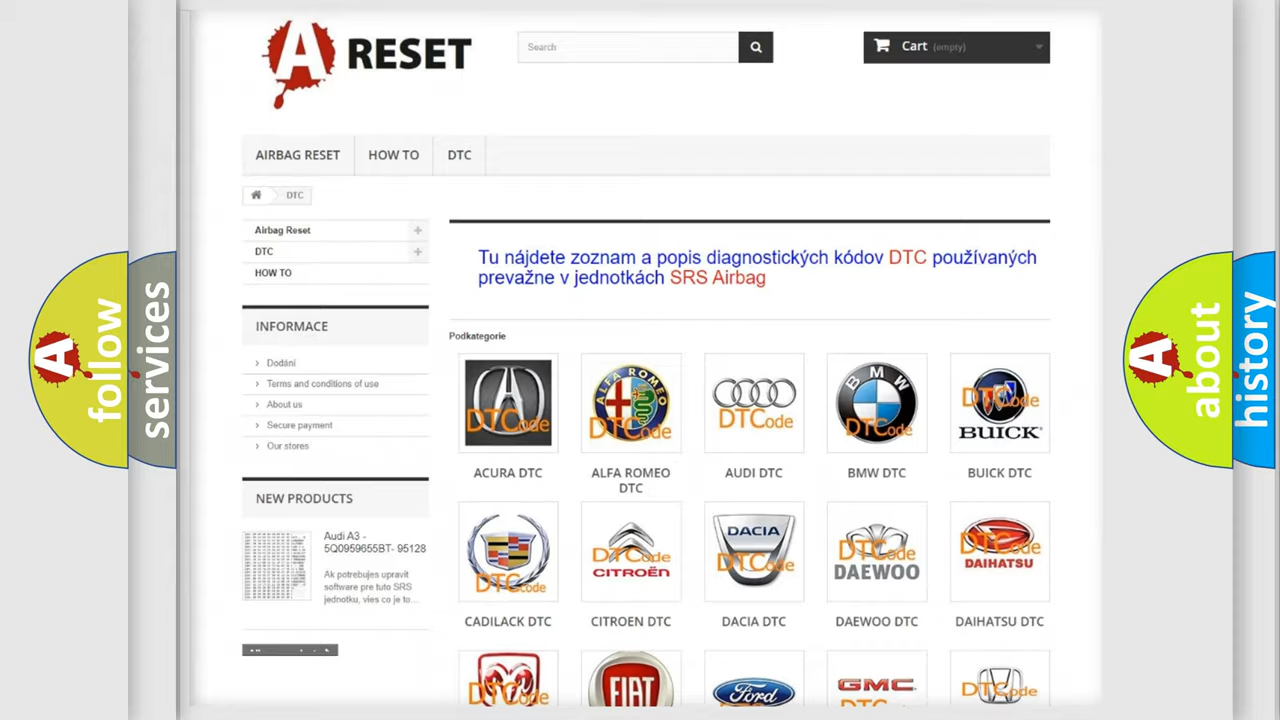 A RESET
Search
Cart (empty)
AIRBAG RESET
HOW TO
DTC
DTC
Airbag Reset
DTC
HOW TO
INFORMACE
Dodání
Terms and conditions of use
About us
Secure payment
Our stores
NEW PRODUCTS
Audi A3 -
5Q0959655BT- 95128
Ak potrebujes upravit
software pre tuto SRS
jednotku, vies co je to...
Tu nájdete zoznam a popis diagnostických kódov DTC používaných
prevažne v jednotkách SRS Airbag
Podkategorie
DTCode
ALFA ROMEO
DTCode
DTCode
BMW
DTCode
DTCode
BUICK
ACURA DTC
ALFA ROMEO
DTC
AUDI DTC
BMW DTC
BUICK DTC
DTCode
DTCode
CITROËN
DACIA
DTCode
DTCode
DAEWOO
DTCode
DAIHATSU
CADILACK DTC
CITROEN DTC
DACIA DTC
DAEWOO DTC
DAIHATSU DTC
DTCode
FIAT
Ford
GMC
DTCode
A follow
services
A about
history